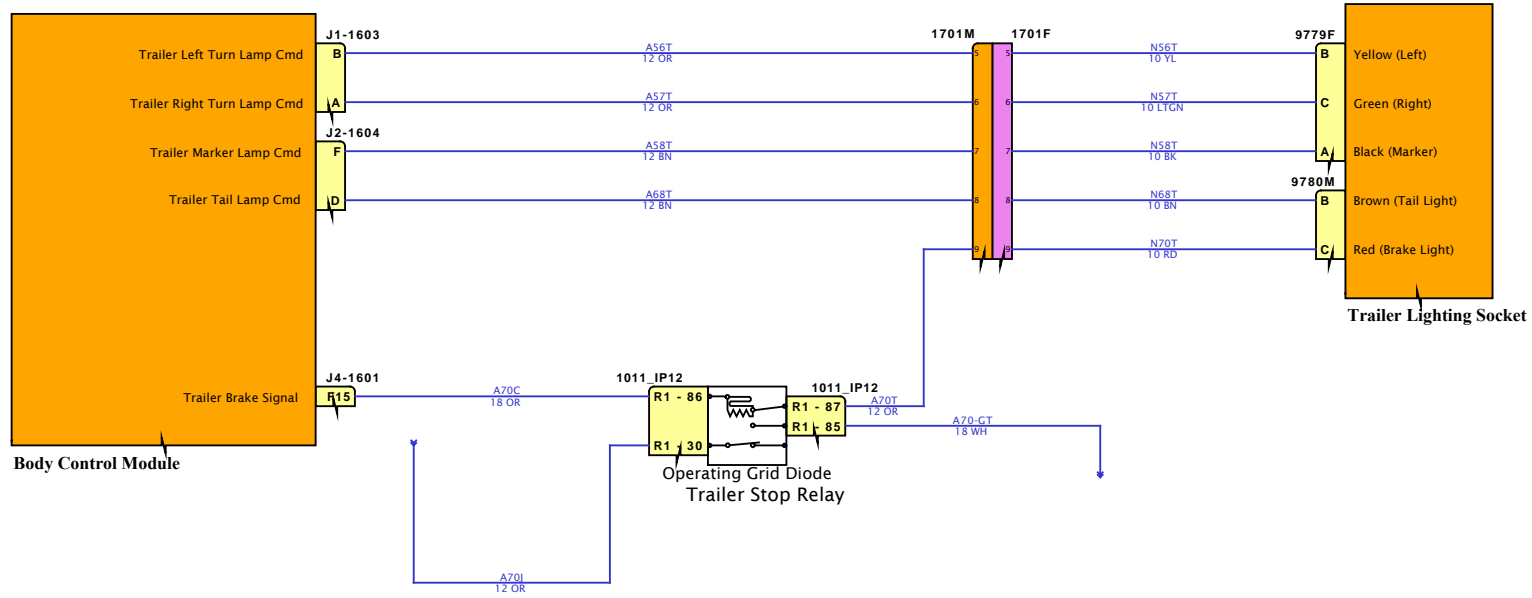 J1-1603
1701M
1701F
9779F
Trailer Left Turn Lamp Cmd
B
A56T
12 OR
5
5
N56T
10 YL
B
Yellow (Left)
Trailer Right Turn Lamp Cmd
A
A57T
12 OR
6
6
N57T
10 LTGN
C
Green (Right)
J2-1604
Trailer Marker Lamp Cmd
F
A58T
12 BN
7
7
N58T
10 BK
A
Black (Marker)
9780M
Trailer Tail Lamp Cmd
D
A68T
12 BN
8
8
N68T
10 BN
B
Brown (Tail Light)
9
9
N70T
10 RD
C
Red (Brake Light)
Trailer Lighting Socket
J4-1601
1011_IP12
1011_IP12
Trailer Brake Signal
F15
A70C
18 OR
R1 - 86
R1 - 87
A70T
12 OR
R1 - 85
A70-GT
18 WH
R1 - 30
Body Control Module
Operating Grid Diode
Trailer Stop Relay
A70J
12 OR